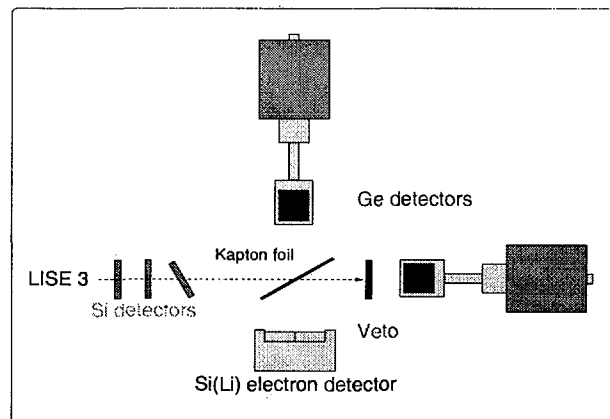 Ge detectors
Kapton foil
LISE 3
Si detectors
Veto
Si(Li) electron detector